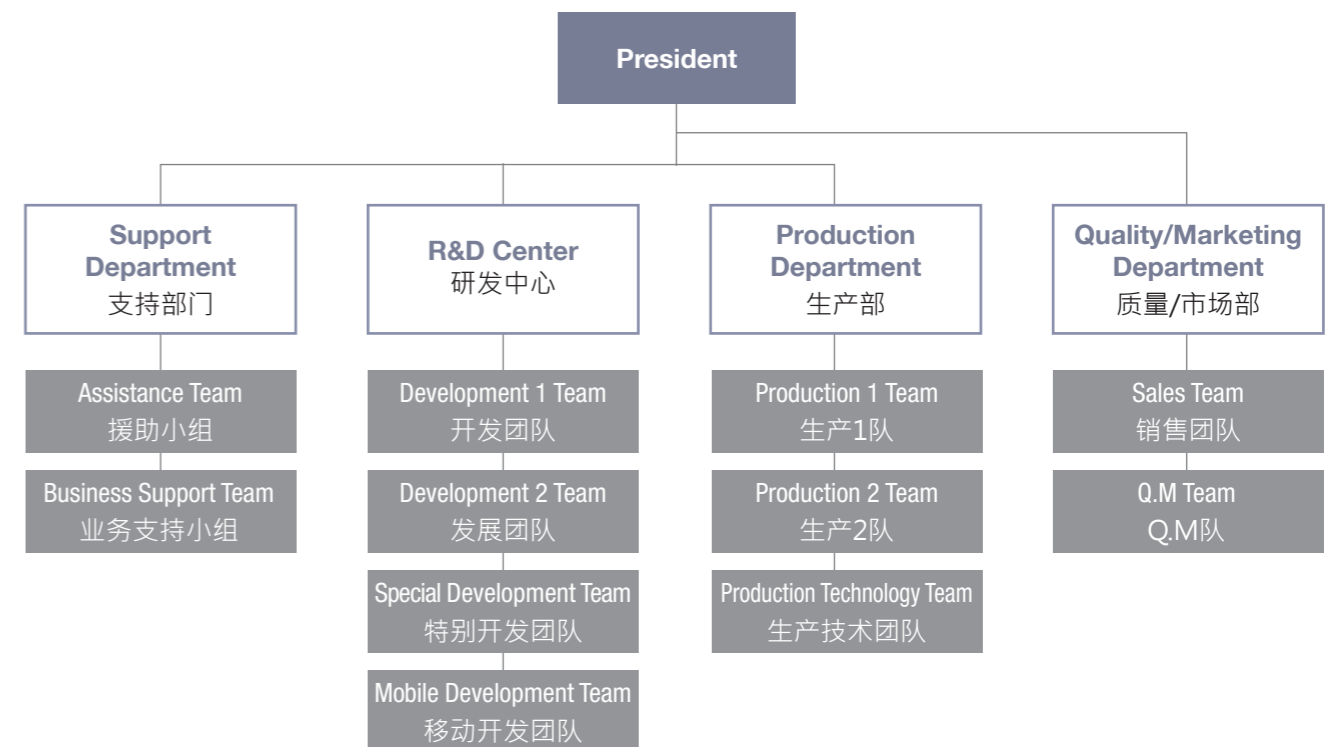 President
Support
Department
支持部门
R&D Center
研发中心
Production
Department
生产部
Quality/Marketing
Department
质量/市场部
Assistance Team
援助小组
Business Support Team
业务支持小组
Development 1 Team
开发团队
Development 2 Team
发展团队
Special Development Team
特别开发团队
Mobile Development Team
移动开发团队
Production 1 Team
生产1队
Production 2 Team
生产2队
Production Technology Team
生产技术团队
Sales Team
销售团队
Q.M Team
Q.M队